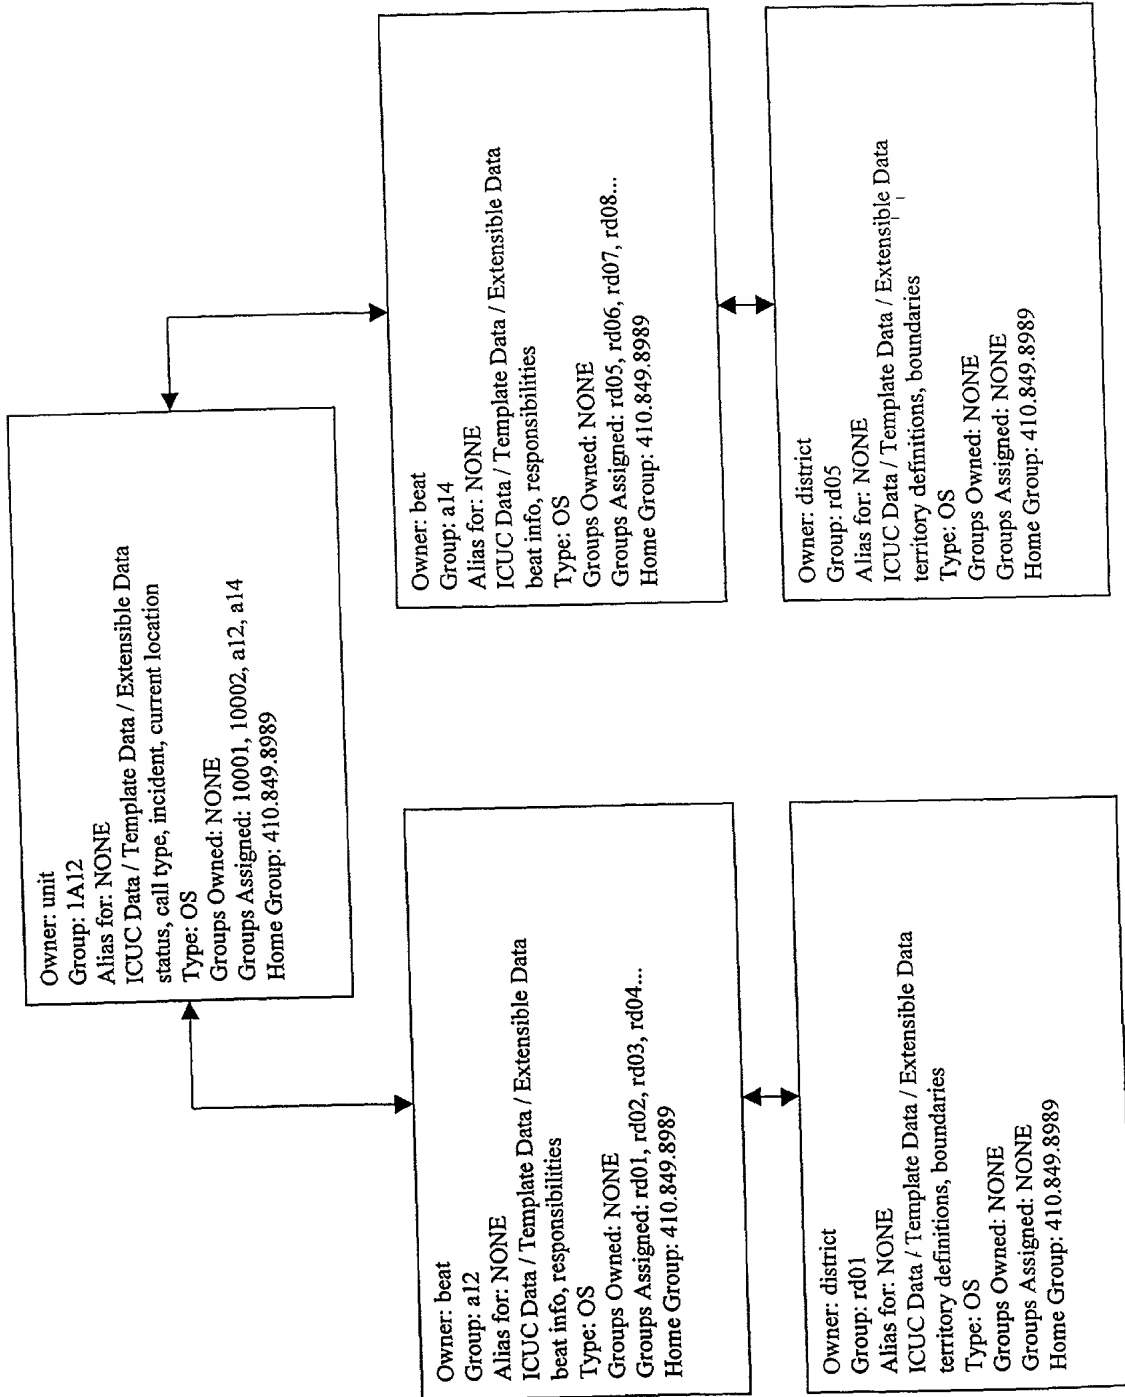 Owner: unit
Group: 1A12
Alias for: NONE
ICUC Data / Template Data / Extensible Data
status, call type, incident, current location
Type: OS
Groups Owned: NONE
Groups Assigned: 10001, 10002, a12, a14
Home Group: 410.849.8989
Owner: beat
Group: a12
Alias for: NONE
ICUC Data / Template Data / Extensible Data
beat info, responsibilities
Type: OS
Groups Owned: NONE
Groups Assigned: rd01, rd02, rd03, rd04...
Home Group: 410.849.8989
Owner: beat
Group: a14
Alias for: NONE
ICUC Data / Template Data / Extensible Data
beat info, responsibilities
Type: OS
Groups Owned: NONE
Groups Assigned: rd05, rd06, rd07, rd08...
Home Group: 410.849.8989
Owner: district
Group: rd01
Alias for: NONE
ICUC Data / Template Data / Extensible Data
territory definitions, boundaries
Type: OS
Groups Owned: NONE
Groups Assigned: NONE
Home Group: 410.849.8989
Owner: district
Group: rd05
Alias for: NONE
ICUC Data / Template Data / Extensible Data
territory definitions, boundaries
Type: OS
Groups Owned: NONE
Groups Assigned: NONE
Home Group: 410.849.8989